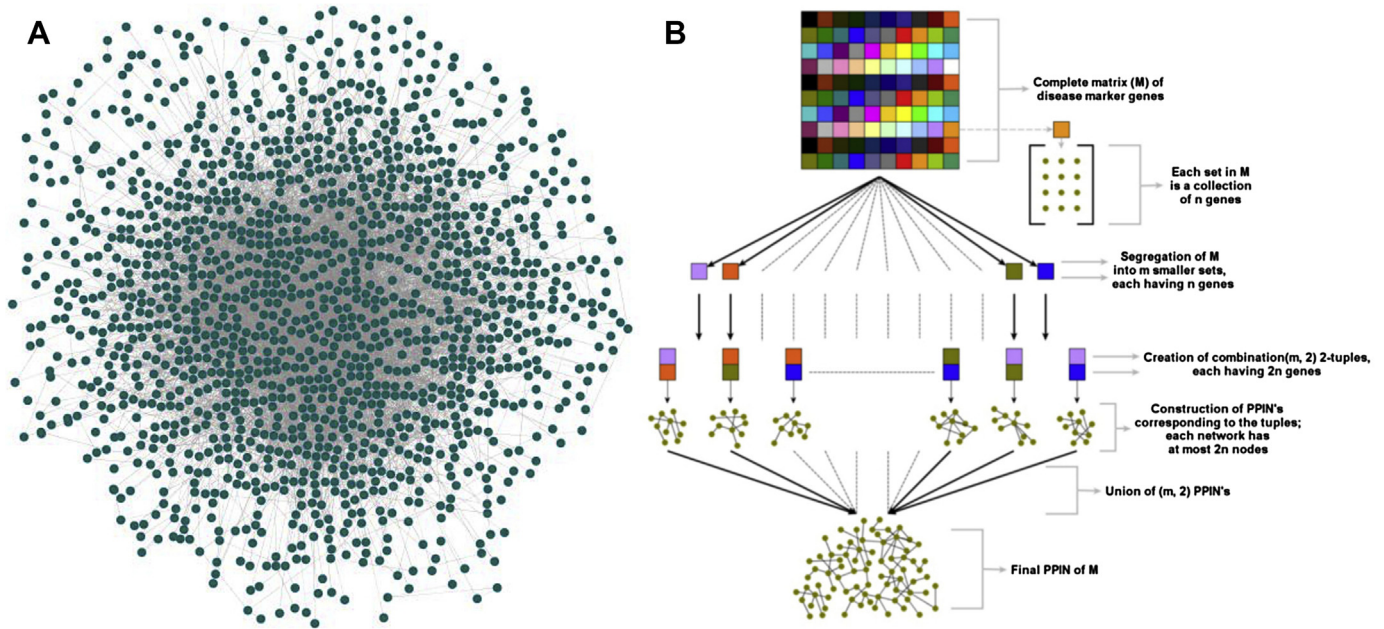 A
B
Complete matrix (M) of
disease marker genes
Each set in M
is a collection
of n genes
Segregation of M
into m smaller sets,
each having n genes
Creation of combination(m, 2) 2-tuples,
each having 2n genes
Construction of PPIN's
corresponding to the tuples;
each network has
at most 2n nodes
Union of (m, 2) PPIN's
Final PPIN of M